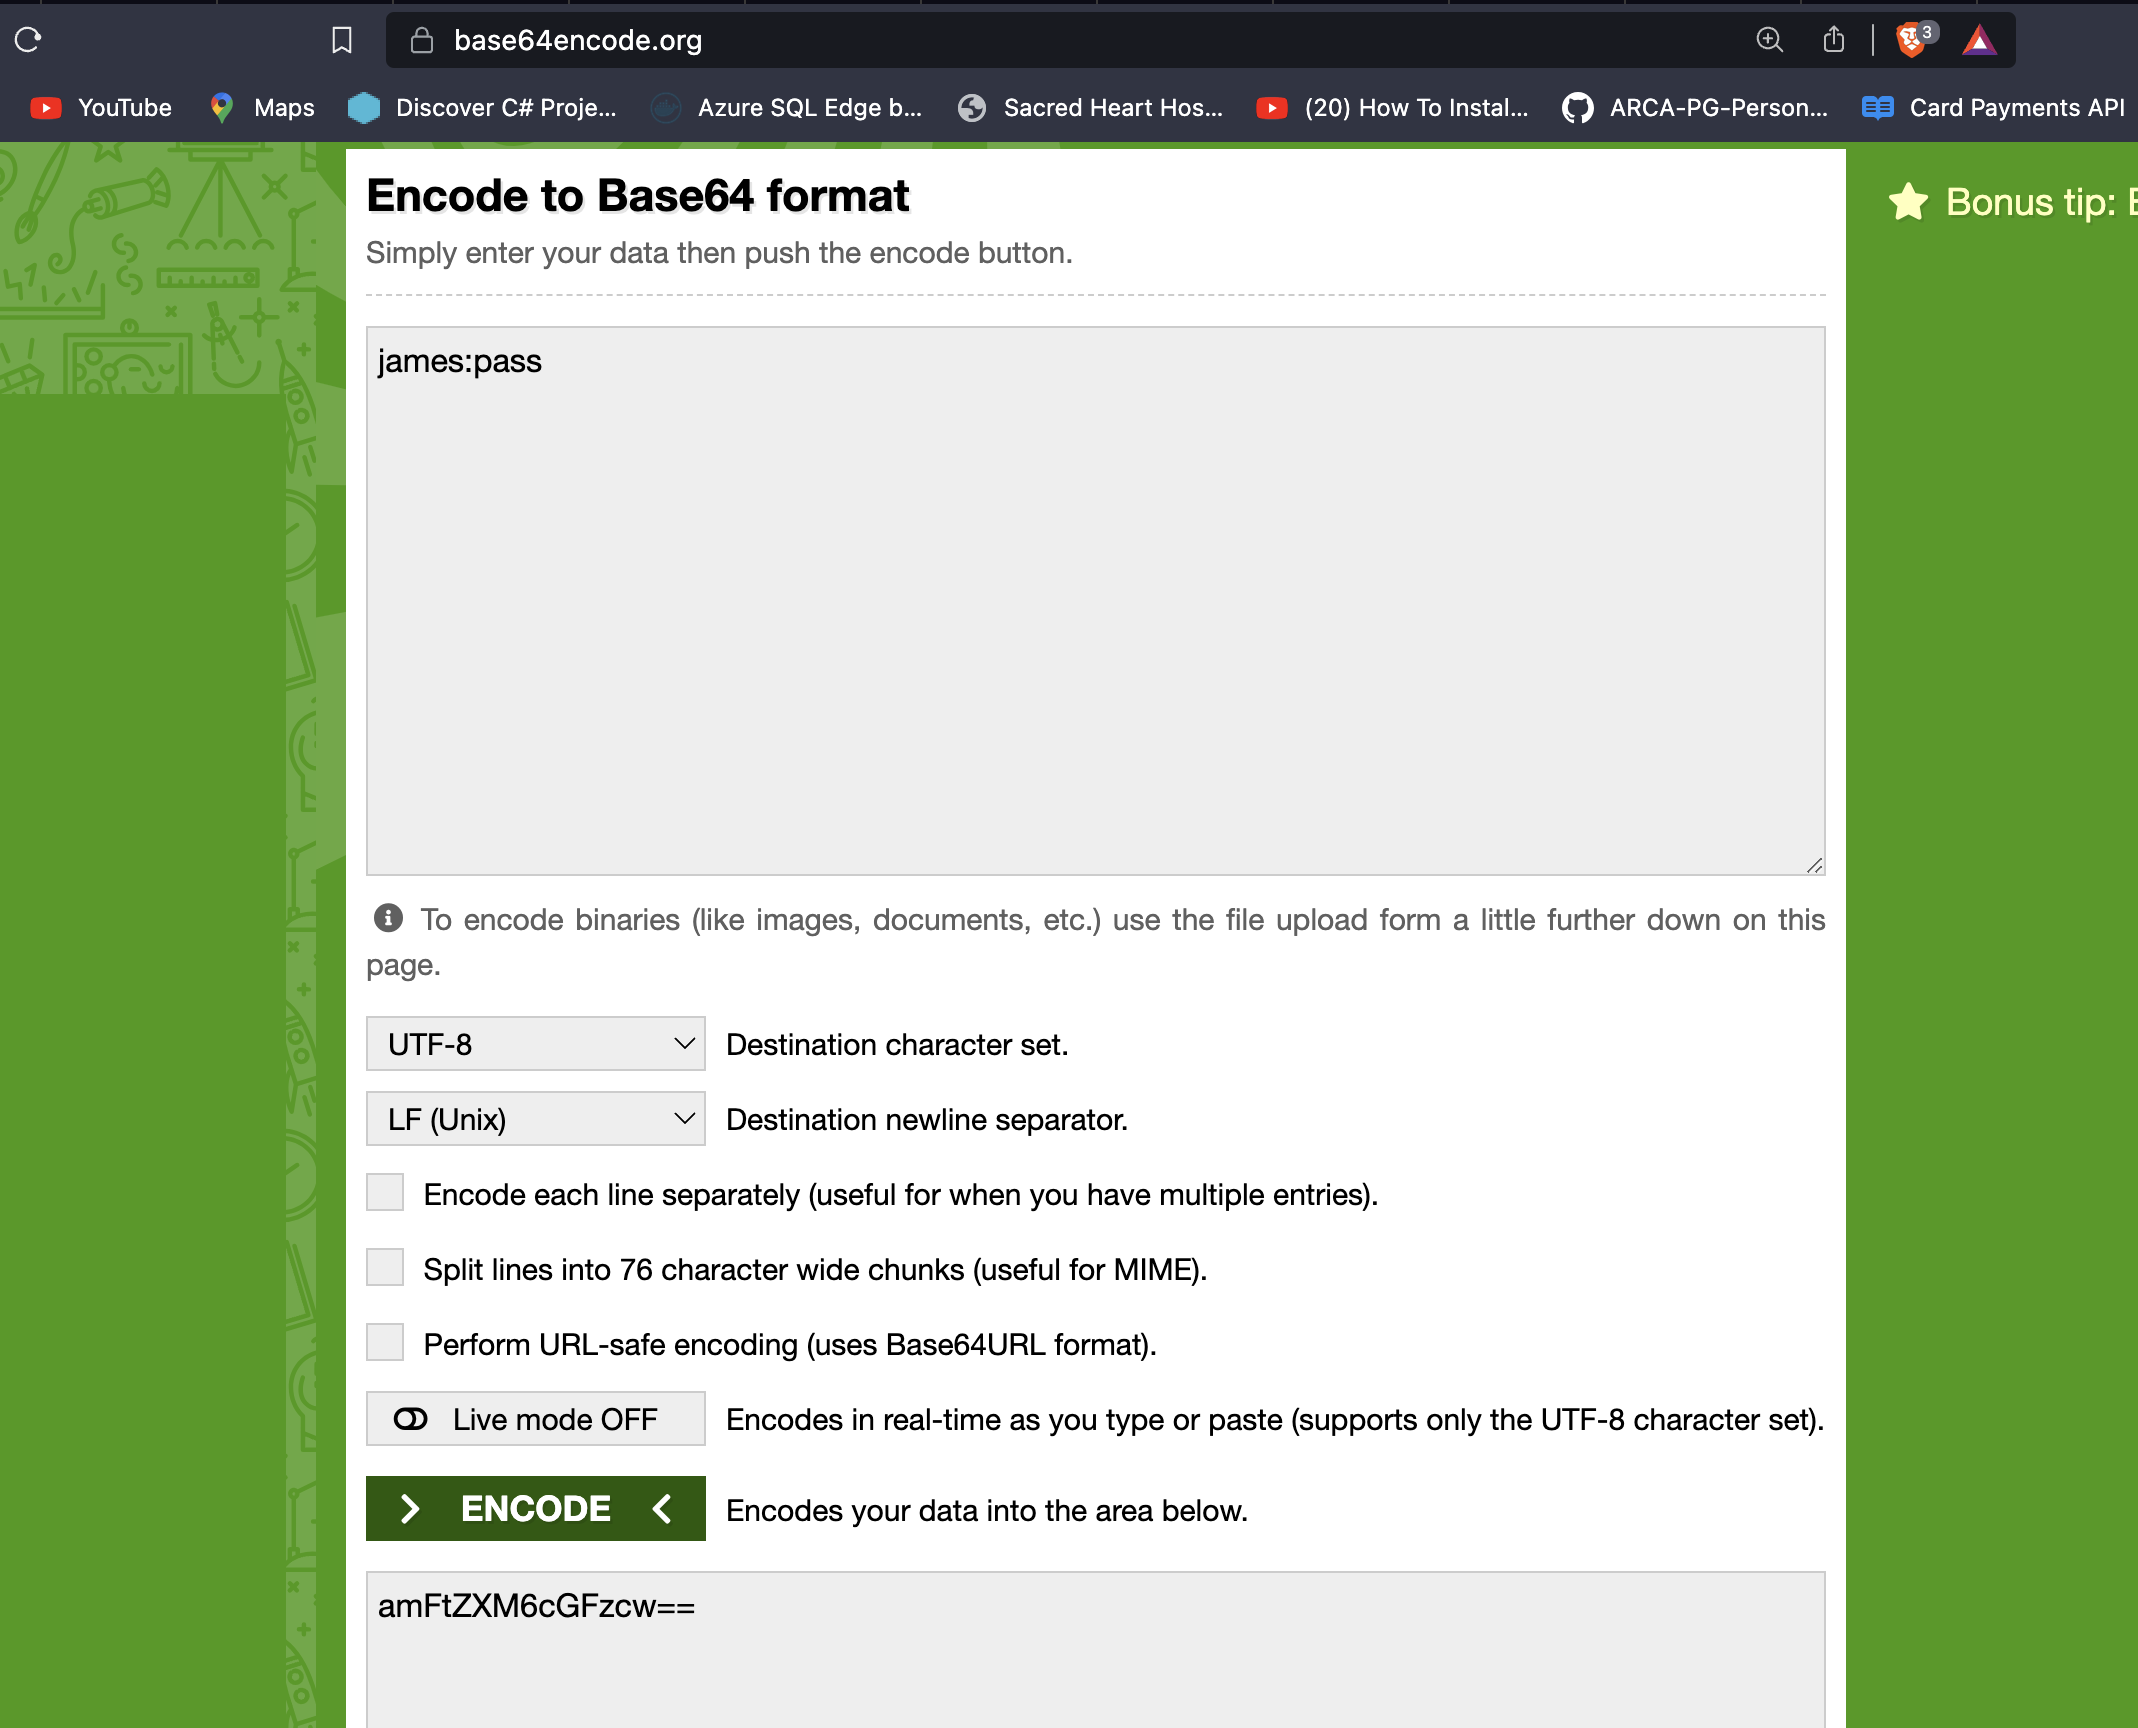 base64encode.org
3
YouTube
Maps
Discover C# Proje...
Azure SQL Edge b...
Sacred Heart Hos...
(20) How To Instal...
ARCA-PG-Person...
Card Payments API
Encode to Base64 format
Bonus tip:
Simply enter your data then push the encode button.
james:pass
To encode binaries (like images, documents, etc.) use the file upload form a little further down on this
page.
UTF-8
Destination character set.
LF (Unix)
Destination newline separator.
Encode each line separately (useful for when you have multiple entries).
Split lines into 76 character wide chunks (useful for MIME).
Perform URL-safe encoding (uses Base64URL format).
Live mode OFF
Encodes in real-time as you type or paste (supports only the UTF-8 character set).
> ENCODE <
Encodes your data into the area below.
amFtZXM6cGFzcw==